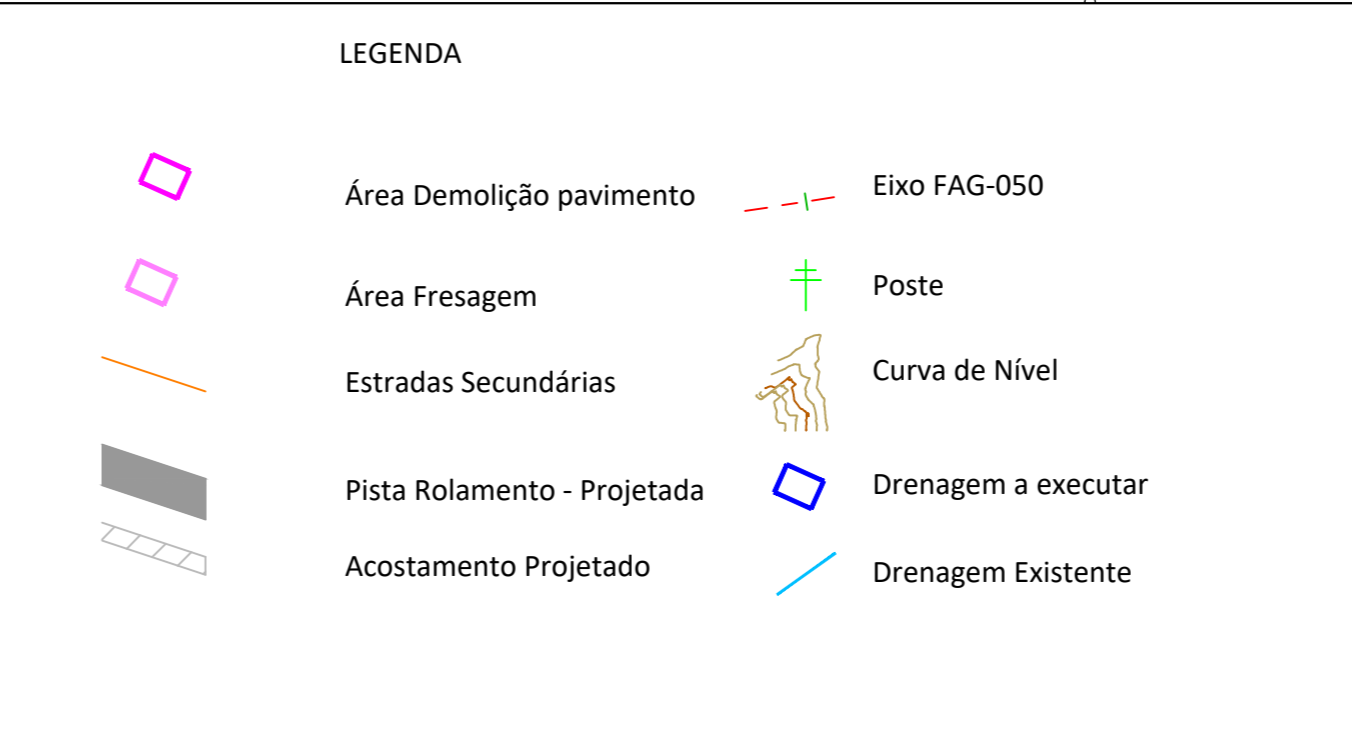 LEGENDA
Área Demolição pavimento
Área Fresagem
Estradas Secundárias
Pista Rolamento - Projetada
Acostamento Projetado
Eixo FAG-050
Poste
Curva de Nível
Drenagem a executar
Drenagem Existente